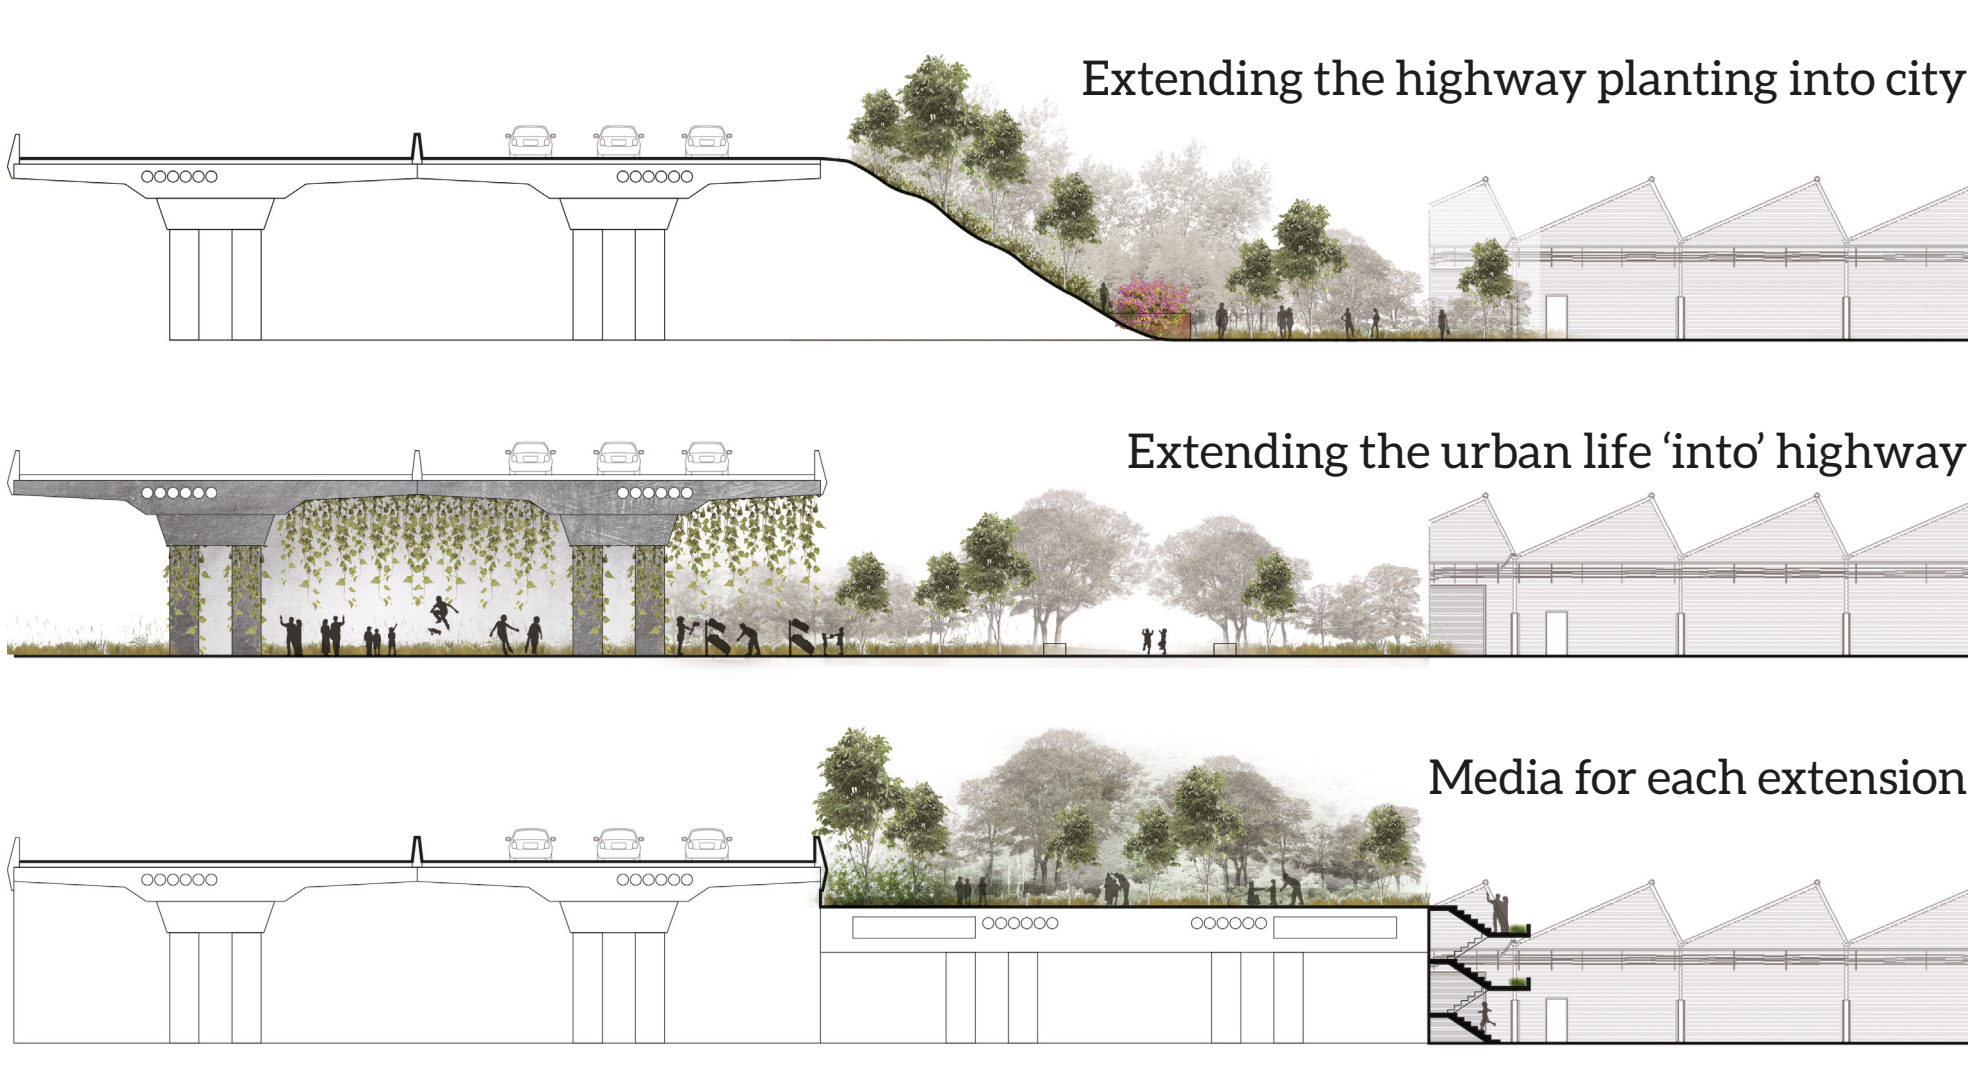 Extending the highway planting into city
Extending the urban life ‘into’ highway
Media for each extension